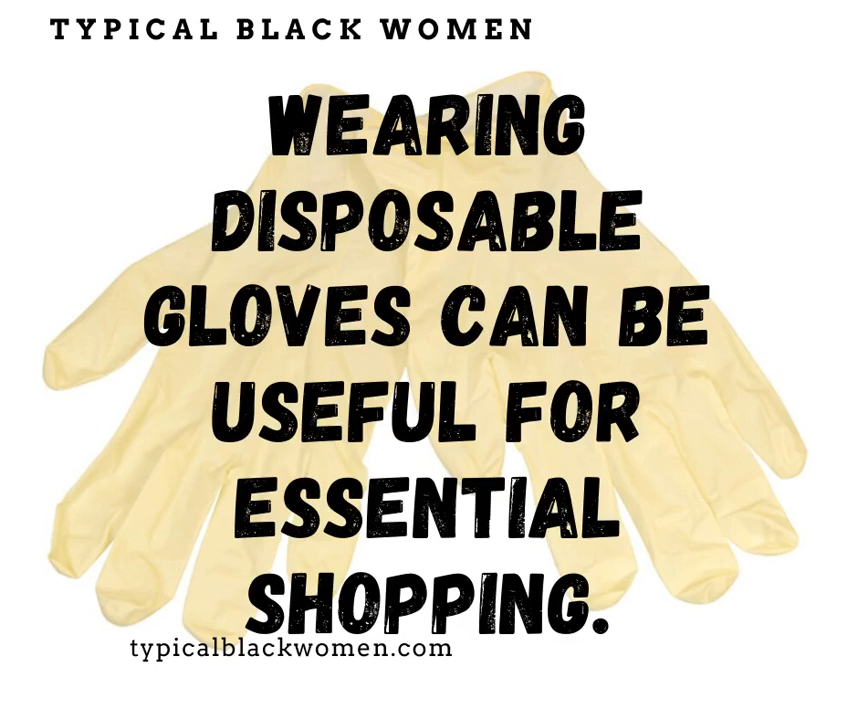 TYPICAL BLACK WOMEN
WEARING
DISPOSABLE
GLOVES CAN BE
USEFUL FOR
ESSENTIAL
SHOPPING.
typicalblackwomen.com